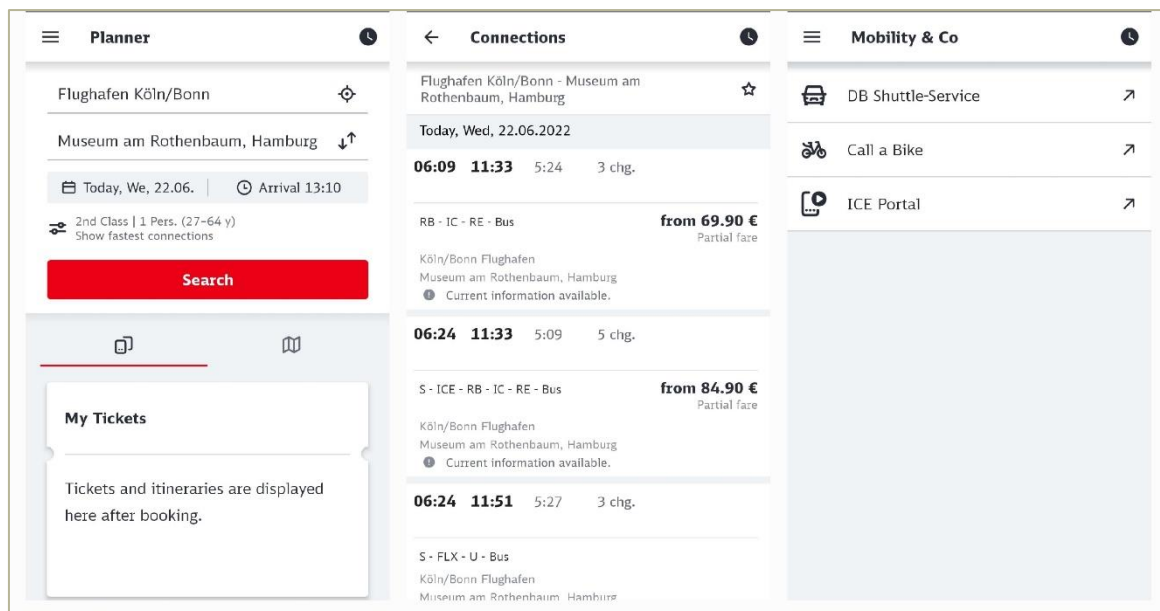 Planner
Flughafen Köln/Bonn
Museum am Rothenbaum, Hamburg
Today, We, 22.06.
Arrival 13:10
2nd Class | 1 Pers. (27-64 y)
Show fastest connections
Search
My Tickets
Tickets and itineraries are displayed
here after booking.
Connections
Flughafen Köln/Bonn - Museum am
Rothenbaum, Hamburg
Today, Wed, 22.06.2022
06:09 11:33 5:24 3 chg.
RB - IC - RE - Bus from 69.90 €
Partial fare
Köln/Bonn Flughafen
Museum am Rothenbaum, Hamburg
Current information available.
06:24 11:33 5:09 5 chg.
S - ICE - RB - IC - RE - Bus from 84.90 €
Partial fare
Köln/Bonn Flughafen
Museum am Rothenbaum, Hamburg
Current information available.
06:24 11:51 5:27 3 chg.
S - FLX - U - Bus
Köln/Bonn Flughafen
Museum am Rothenbaum, Hamburg
Mobility & Co
DB Shuttle-Service
Call a Bike
ICE Portal